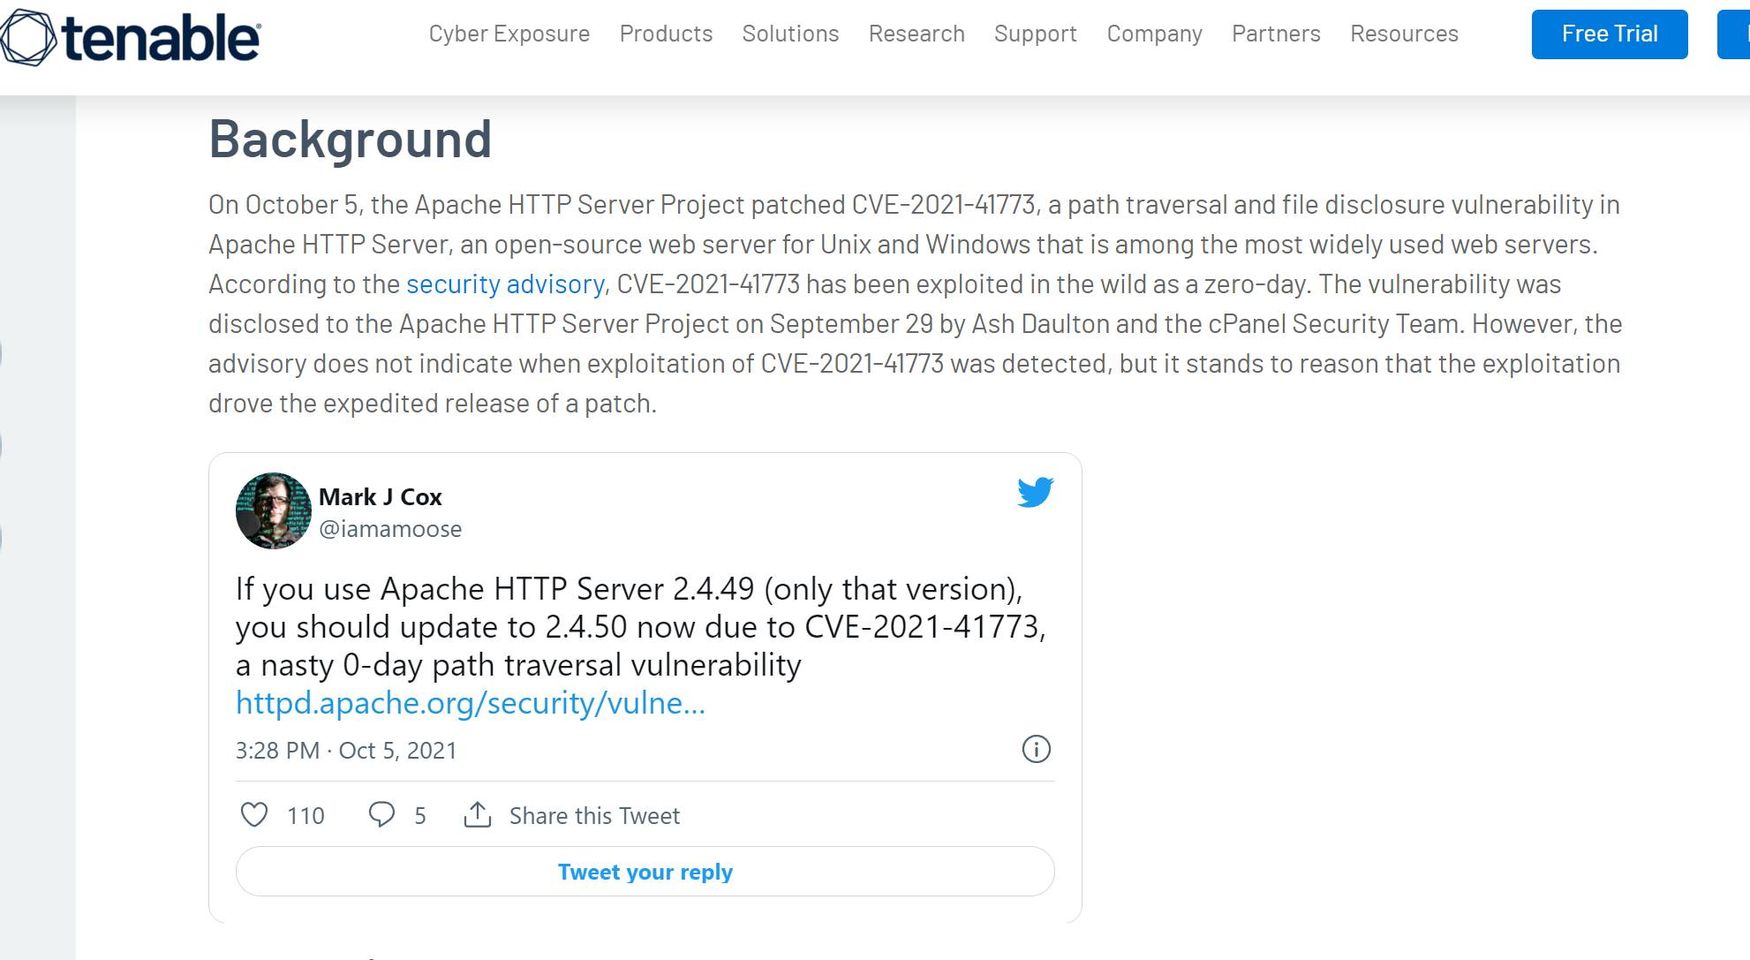 tenable
Cyber Exposure Products Solutions Research Support Company Partners Resources Free Trial
Background
On October 5, the Apache HTTP Server Project patched CVE-2021-41773, a path traversal and file disclosure vulnerability in
Apache HTTP Server, an open-source web server for Unix and Windows that is among the most widely used web servers.
According to the security advisory, CVE-2021-41773 has been exploited in the wild as a zero-day. The vulnerability was
disclosed to the Apache HTTP Server Project on September 29 by Ash Daulton and the cPanel Security Team. However, the
advisory does not indicate when exploitation of CVE-2021-41773 was detected, but it stands to reason that the exploitation
drove the expedited release of a patch.
Mark J Cox
@iamamoose
If you use Apache HTTP Server 2.4.49 (only that version),
you should update to 2.4.50 now due to CVE-2021-41773,
a nasty 0-day path traversal vulnerability
httpd.apache.org/security/vulne...
3:28 PM · Oct 5, 2021
110 5 Share this Tweet
Tweet your reply